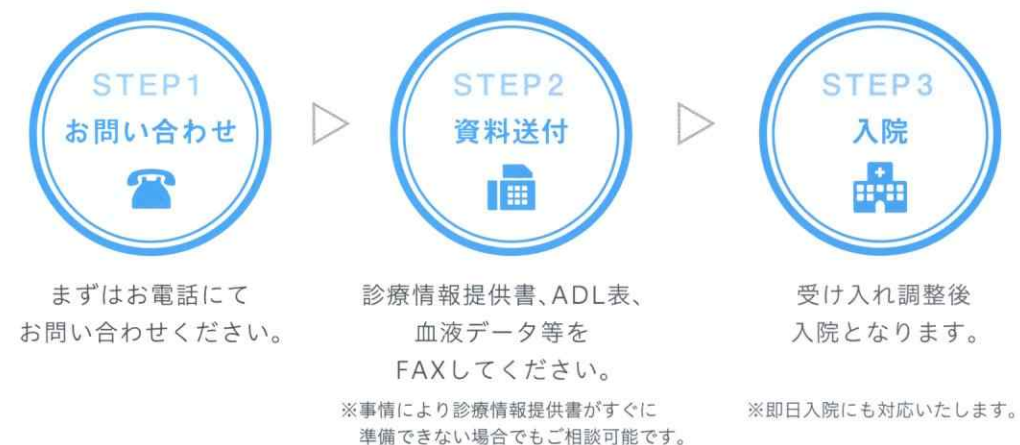 STEP1
お問い合わせ
まずはお電話にて
お問い合わせください。
STEP2
資料送付
診療情報提供書、ADL表、
血液データ等を
FAXしてください。
※事情により診療情報提供書がすぐに
準備できない場合でもご相談可能です。
STEP3
入院
受け入れ調整後
入院となります。
※即日入院にも対応いたします。